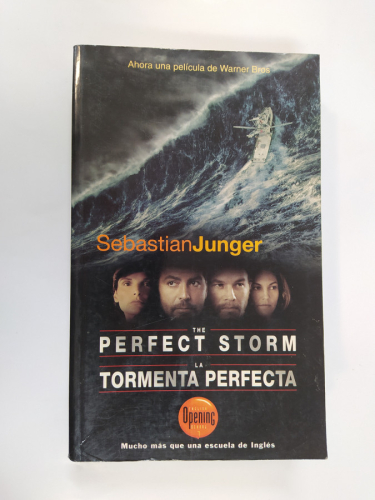 Ahora una película de Warner Bros
SebastianJunger
THE
PERFECT STORM
LA
TORMENTA PERFECTA
Opening
Mucho más que una escuela de Inglés